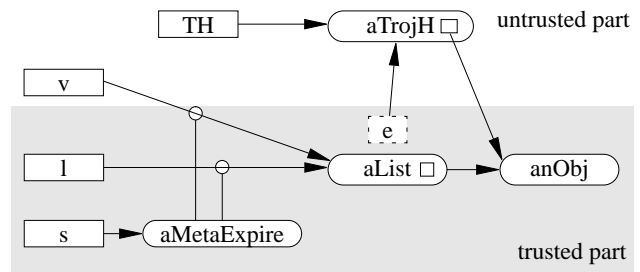 TH
aTrojH
untrusted part
v
e
l
aList
anObj
s
aMetaExpire
trusted part